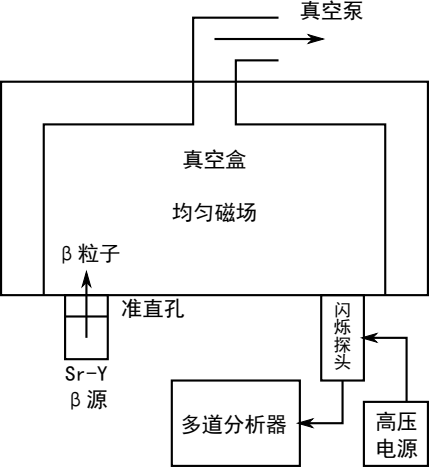 真空泵
真空盒
均匀磁场
β粒子
准直孔
闪烁探头
Sr-Y
β源
多道分析器
高压
电源